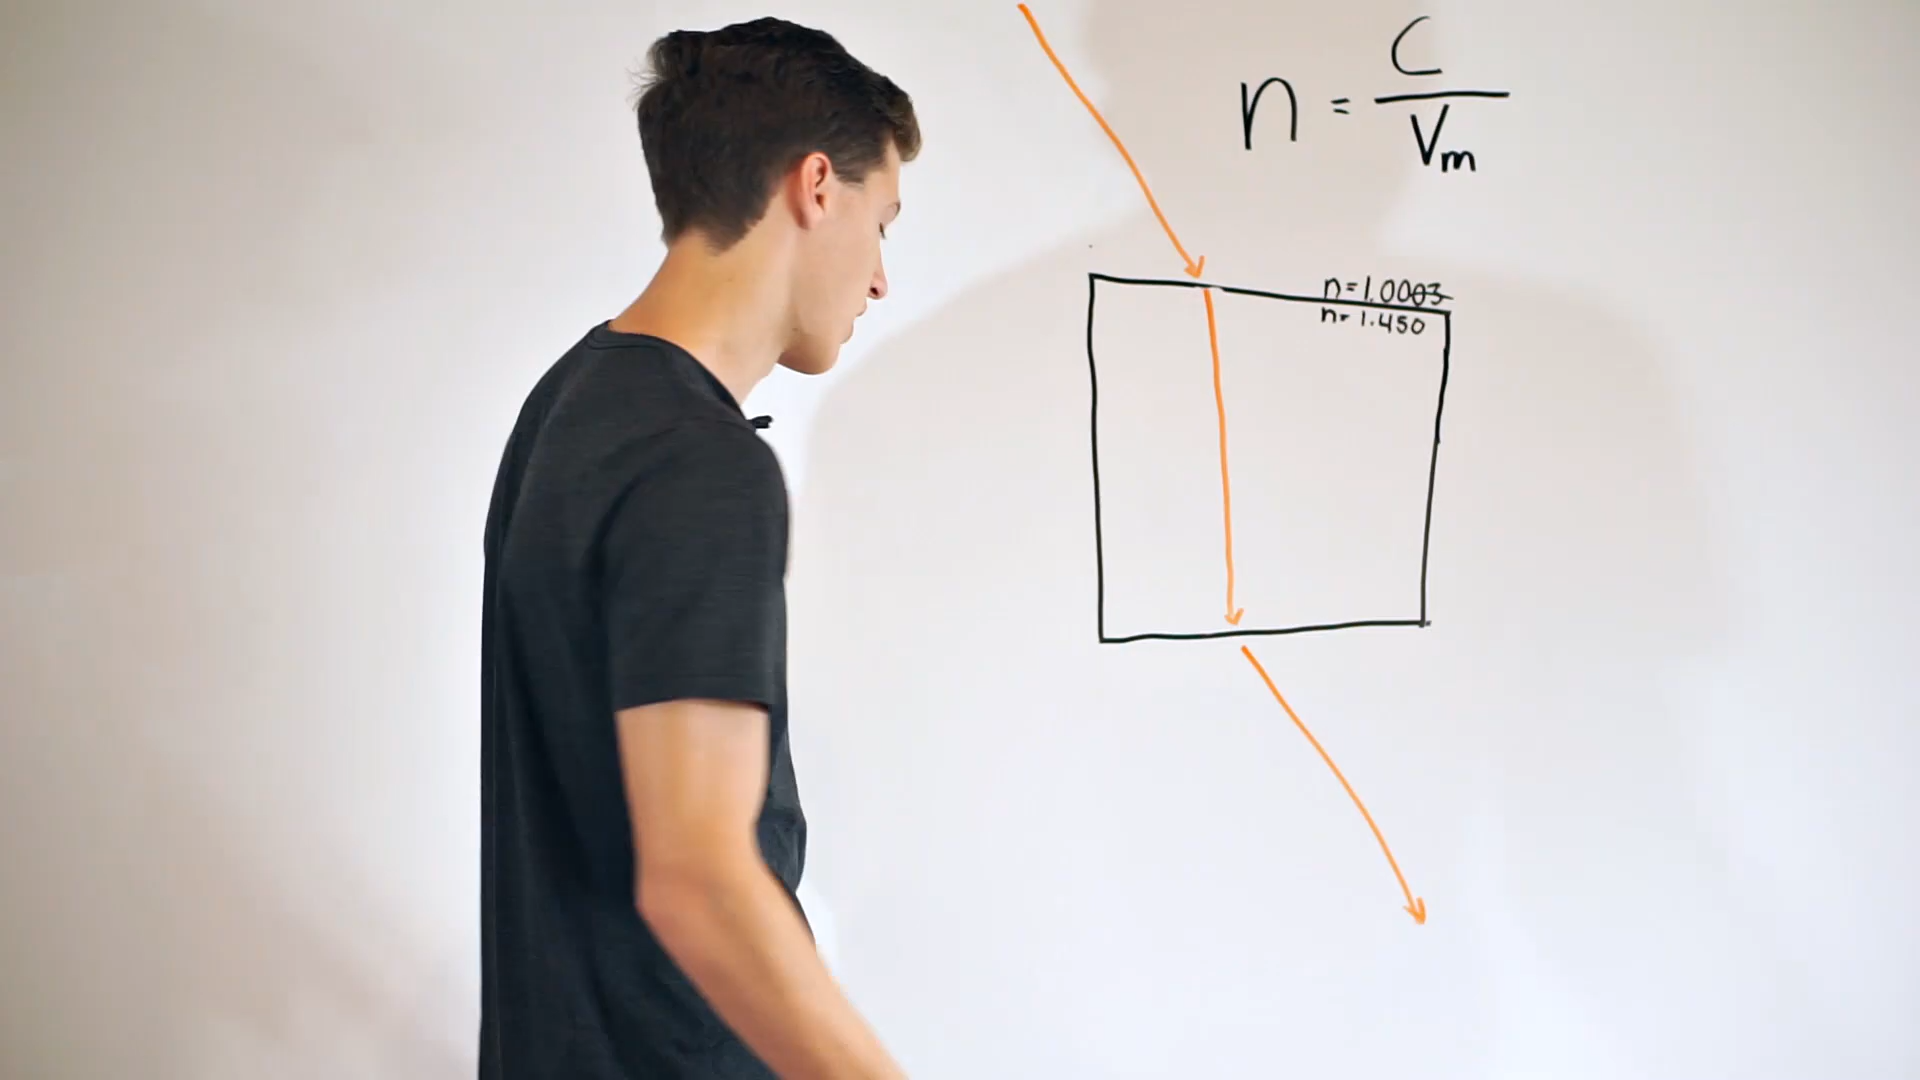 n = C / Vm
n=1.0003
n= 1.450